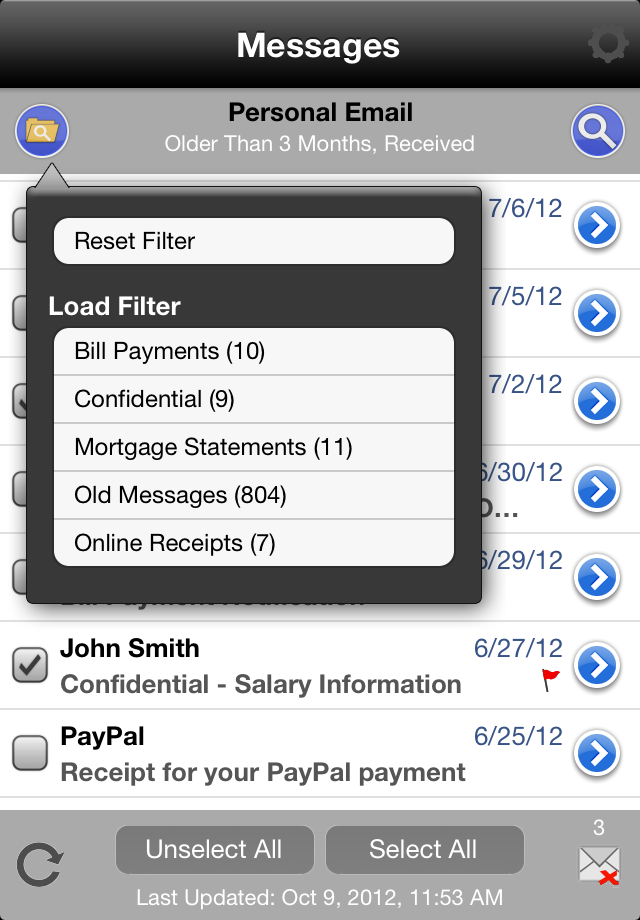 Messages
Personal Email
Older Than 3 Months, Received
7/6/12
Reset Filter
7/5/12
Load Filter
Bill Payments (10)
7/2/12
Confidential (9)
Mortgage Statements (11)
6/30/12
Old Messages (804)
O...
Online Receipts (7)
6/29/12
Bill Payment Notification
John Smith
6/27/12
Confidential - Salary Information
PayPal
6/25/12
Receipt for your PayPal payment
Unselect All
Select All
3
Last Updated: Oct 9, 2012, 11:53 AM